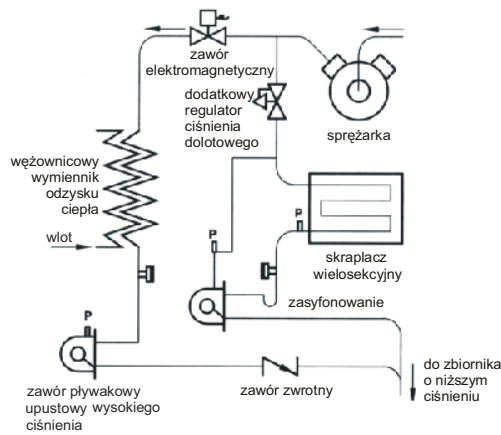 zawór
elektromagnetyczny
dodatkowy
regulator
ciśnienia
dolotowego
sprężarka
wężownicowy
wymiennik
odzysku
ciepła
wlot
P
P
skraplacz
wielosekcyjny
zasyfonowanie
P
zawór pływakowy
upustowy wysokiego
ciśnienia
zawór zwrotny
do zbiornika
o niższym
ciśnieniu